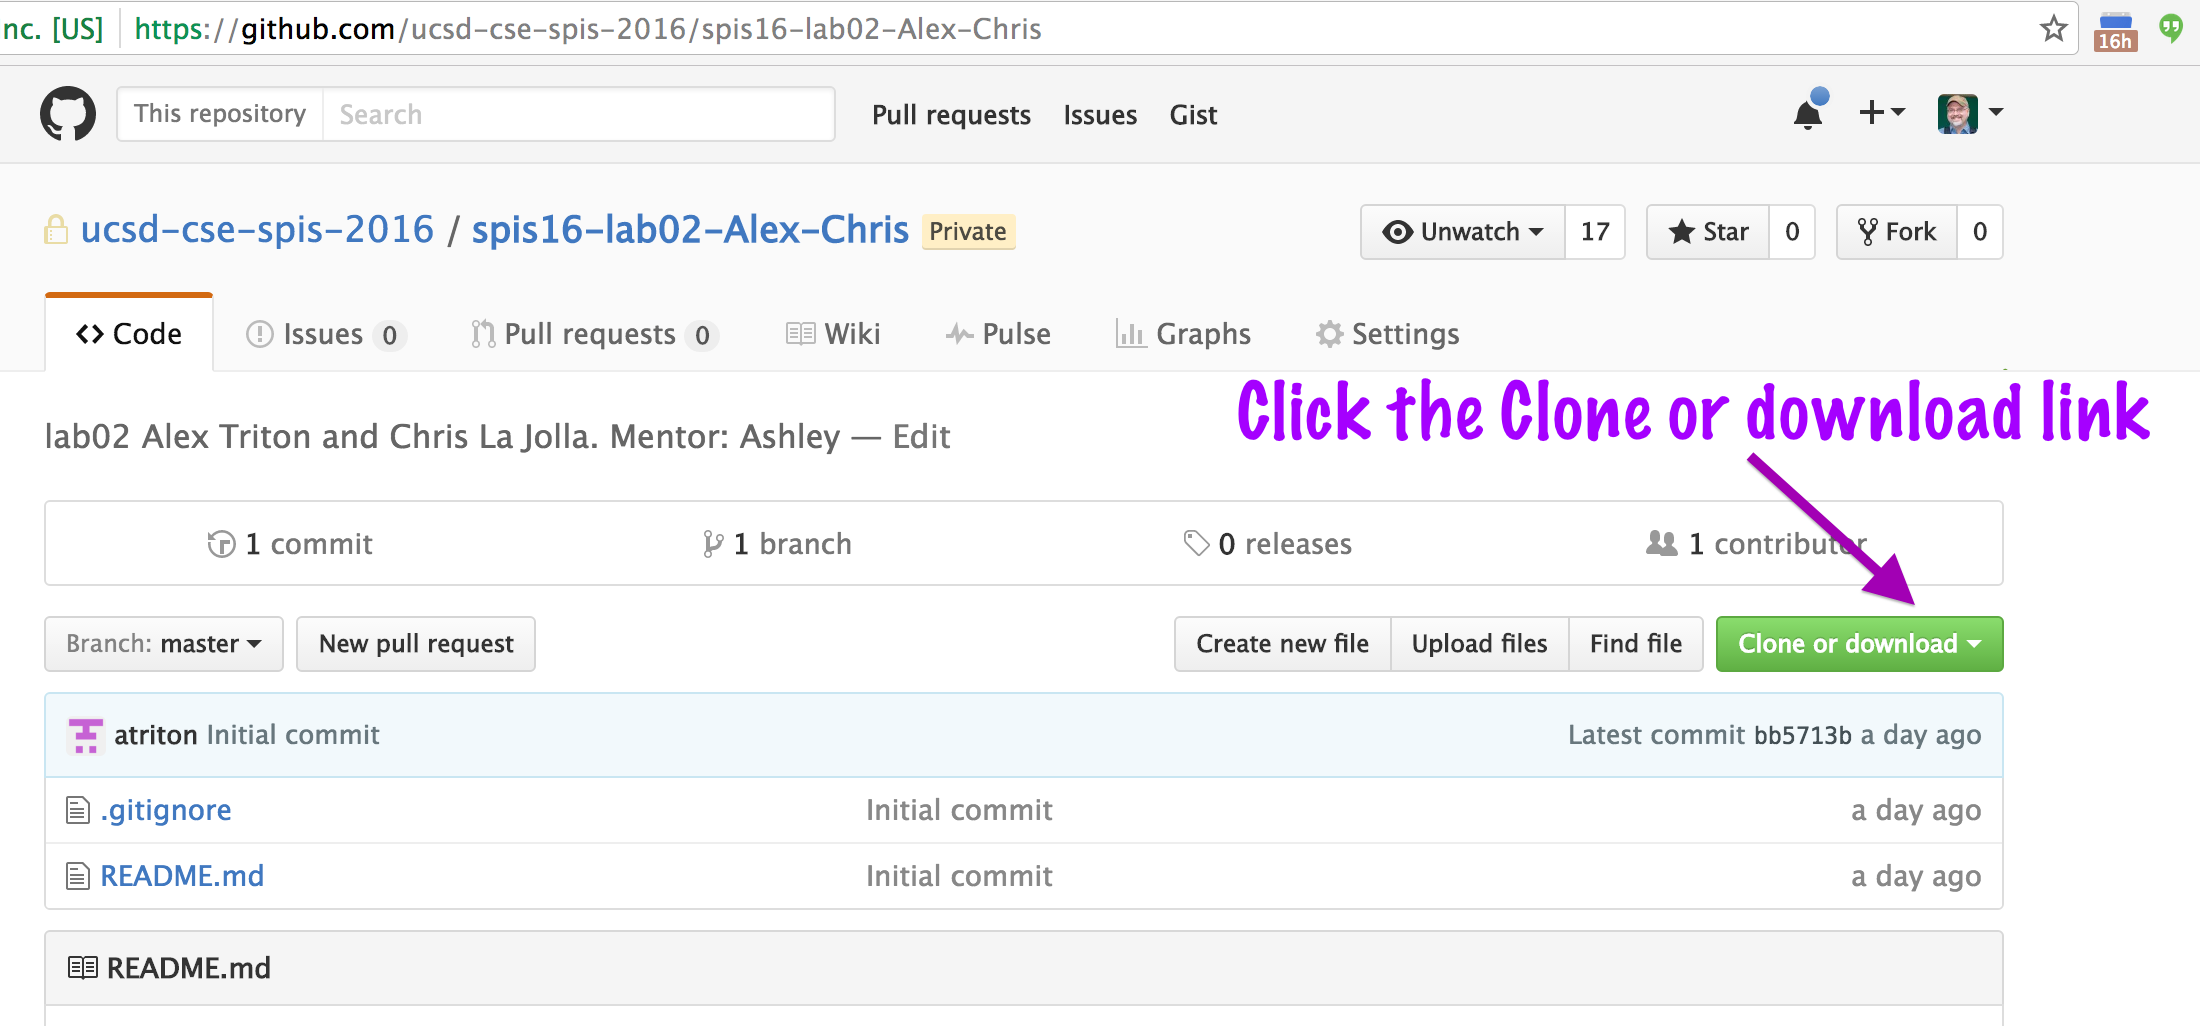 nc. [US] https://github.com/ucsd-cse-spis-2016/spis16-lab02-Alex-Chris
16h
This repository Search Pull requests Issues Gist
ucsd-cse-spis-2016 / spis16-lab02-Alex-Chris Private Unwatch 17 Star 0 Fork 0
Code Issues 0 Pull requests 0 Wiki Pulse Graphs Settings
Click the Clone or download link
lab02 Alex Triton and Chris La Jolla. Mentor: Ashley — Edit
1 commit 1 branch 0 releases 1 contributor
Branch: master New pull request Create new file Upload files Find file Clone or download
atriton Initial commit Latest commit bb5713b a day ago
.gitignore Initial commit a day ago
README.md Initial commit a day ago
README.md